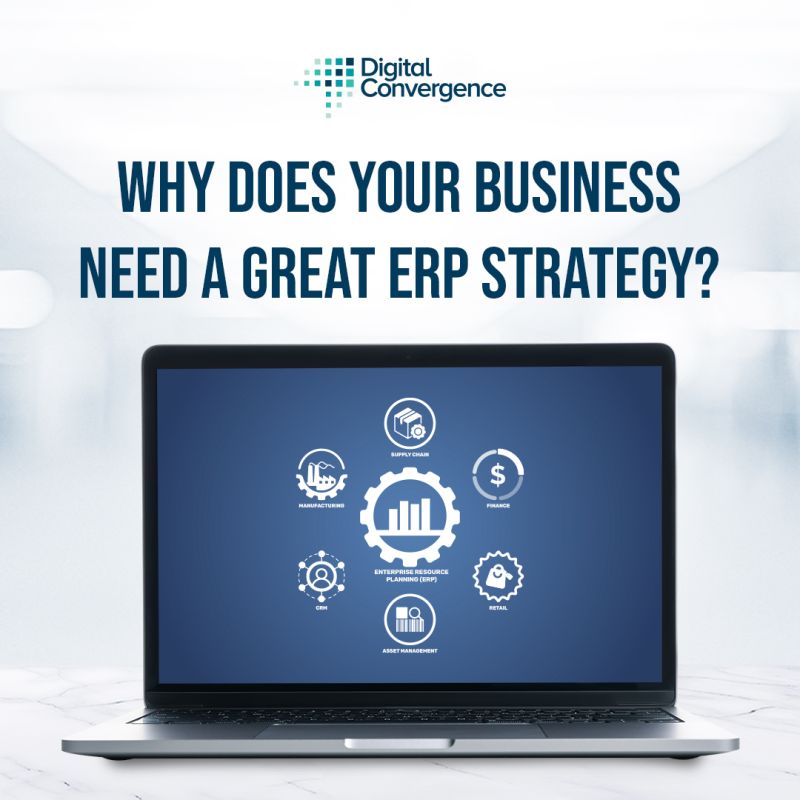 Digital
Convergence
WHY DOES YOUR BUSINESS
NEED A GREAT ERP STRATEGY?
SUPPLY CHAIN
MANUFACTURING
FINANCE
ENTERPRISE RESOURCE
PLANNING (ERP)
CRM
RETAIL
ASSET MANAGEMENT